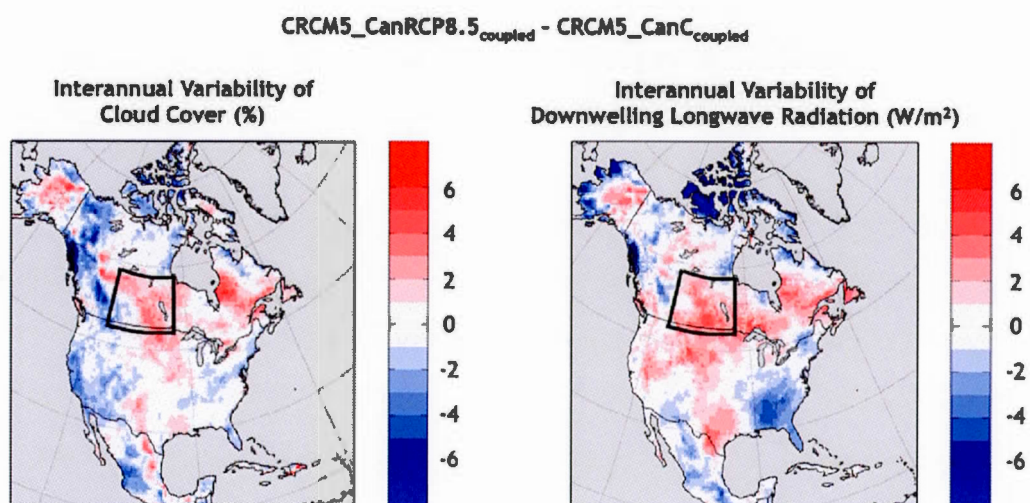 CRCM5_CanRCP8.5coupled - CRCM5_CanCcoupled
Interannual Variability of
Cloud Cover (%)
Interannual Variability of
Downwelling Longwave Radiation (W/m²)
6
4
2
0
-2
-4
-6
6
4
2
0
-2
-4
-6